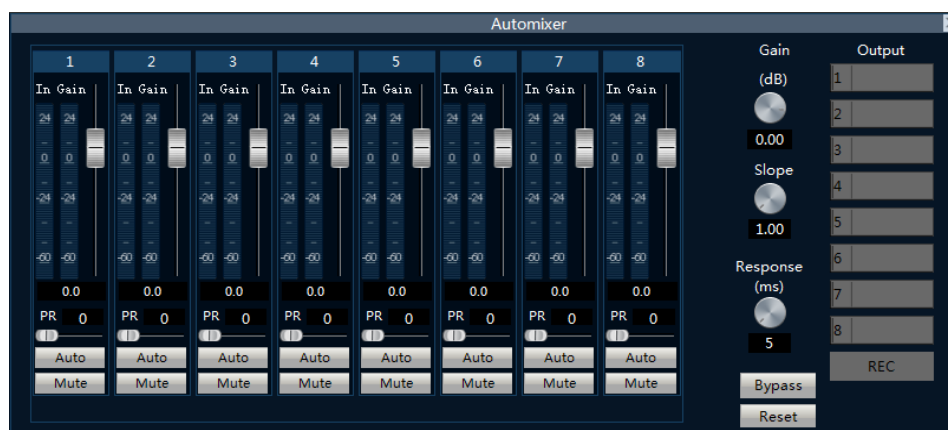 Automixer
1 2 3 4 5 6 7 8
In Gain In Gain In Gain In Gain In Gain In Gain In Gain In Gain
24 24 24 24 24 24 24 24 24 24 24 24 24 24 24 24
0 0 0 0 0 0 0 0 0 0 0 0 0 0 0 0
-24 -24 -24 -24 -24 -24 -24 -24 -24 -24 -24 -24 -24 -24 -24 -24
-60 -60 -60 -60 -60 -60 -60 -60 -60 -60 -60 -60 -60 -60 -60 -60
0.0 0.0 0.0 0.0 0.0 0.0 0.0 0.0
PR 0 PR 0 PR 0 PR 0 PR 0 PR 0 PR 0 PR 0
Auto Auto Auto Auto Auto Auto Auto Auto
Mute Mute Mute Mute Mute Mute Mute Mute
Gain
(dB)
0.00
Slope
1.00
Response
(ms)
5
Bypass
Reset
Output
1
2
3
4
5
6
7
8
REC